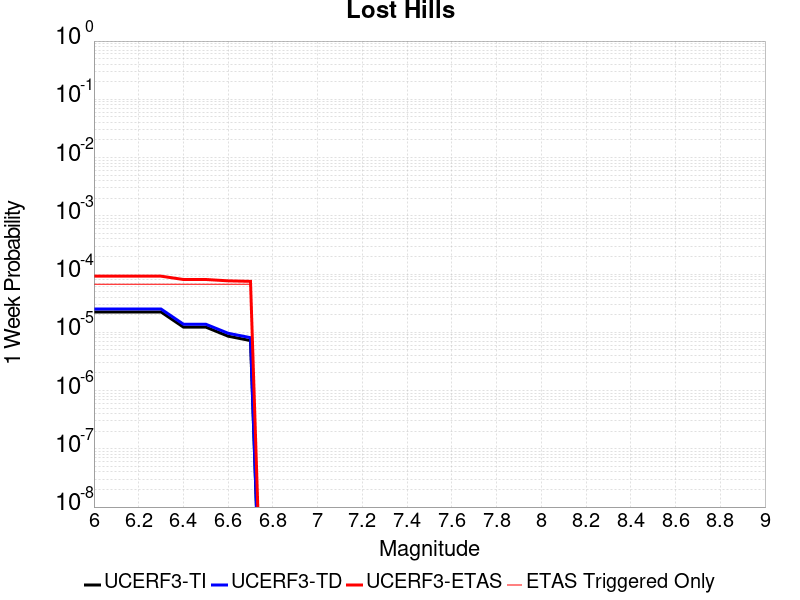 Lost Hills
10^0
10^-1
10^-2
10^-3
10^-4
10^-5
10^-6
10^-7
10^-8
1 Week Probability
6 6.2 6.4 6.6 6.8 7 7.2 7.4 7.6 7.8 8 8.2 8.4 8.6 8.8 9
Magnitude
UCERF3-TI UCERF3-TD UCERF3-ETAS ETAS Triggered Only